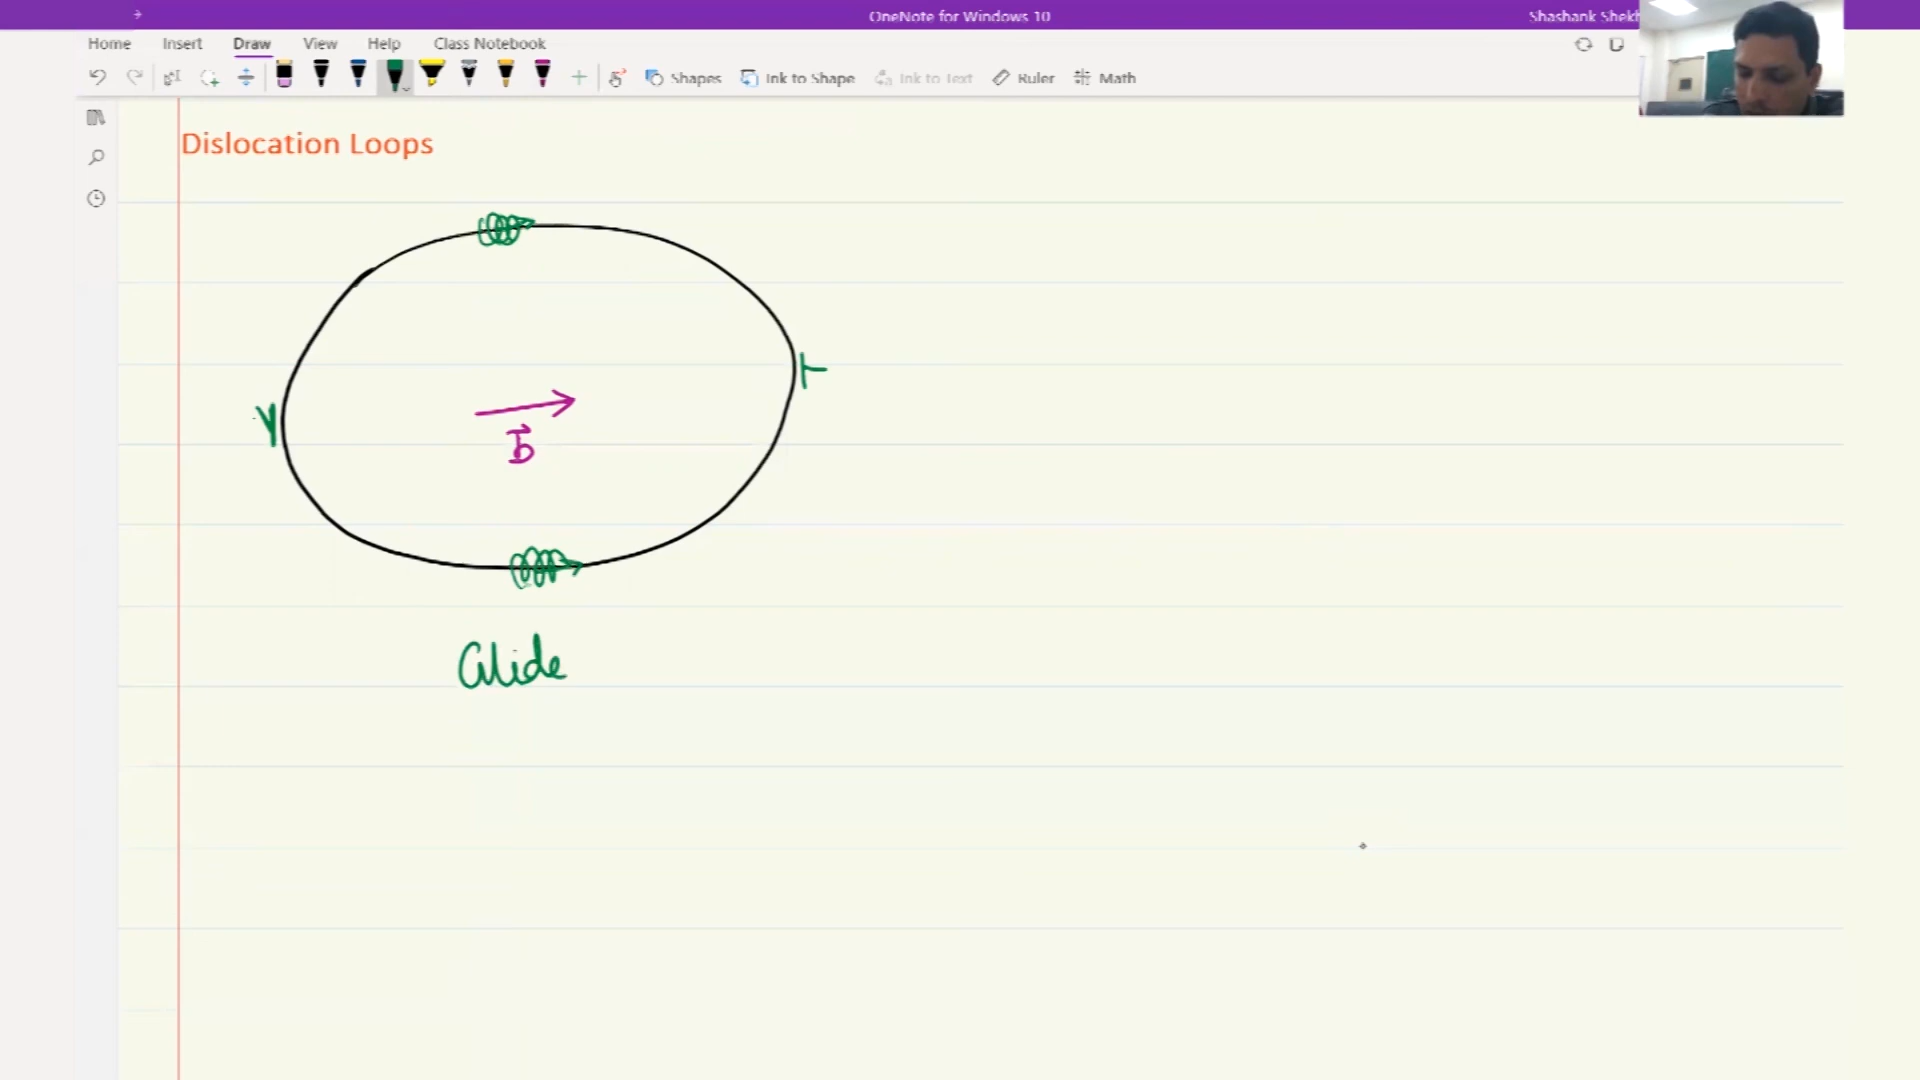 OneNote for Windows 10
Shashank Shekh
Home Insert Draw View Help Class Notebook
Shapes Ink to Shape Ink to Text Ruler Math
Dislocation Loops
b
Glide